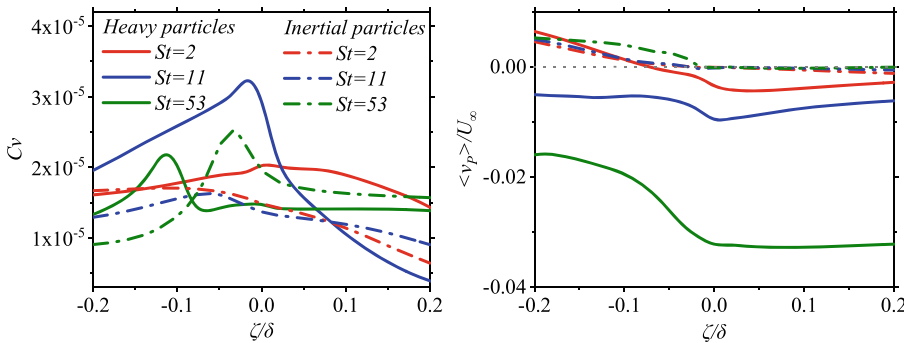 4x10⁻⁵
3x10⁻⁵
2x10⁻⁵
1x10⁻⁵
Cv
Heavy particles
St=2
St=11
St=53
Inertial particles
St=2
St=11
St=53
-0.2 -0.1 0.0 0.1 0.2
ζ/δ
0.00
-0.02
-0.04
<v_P>/U_∞
-0.2 -0.1 0.0 0.1 0.2
ζ/δ